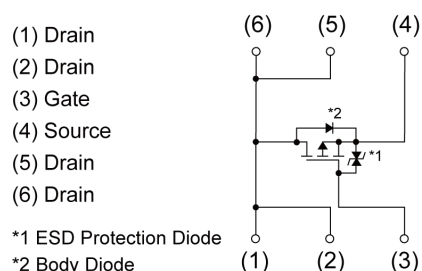 (1) Drain
(2) Drain
(3) Gate
(4) Source
(5) Drain
(6) Drain
*1 ESD Protection Diode
*2 Body Diode
(6) (5) (4)
*2
*1
(1) (2) (3)